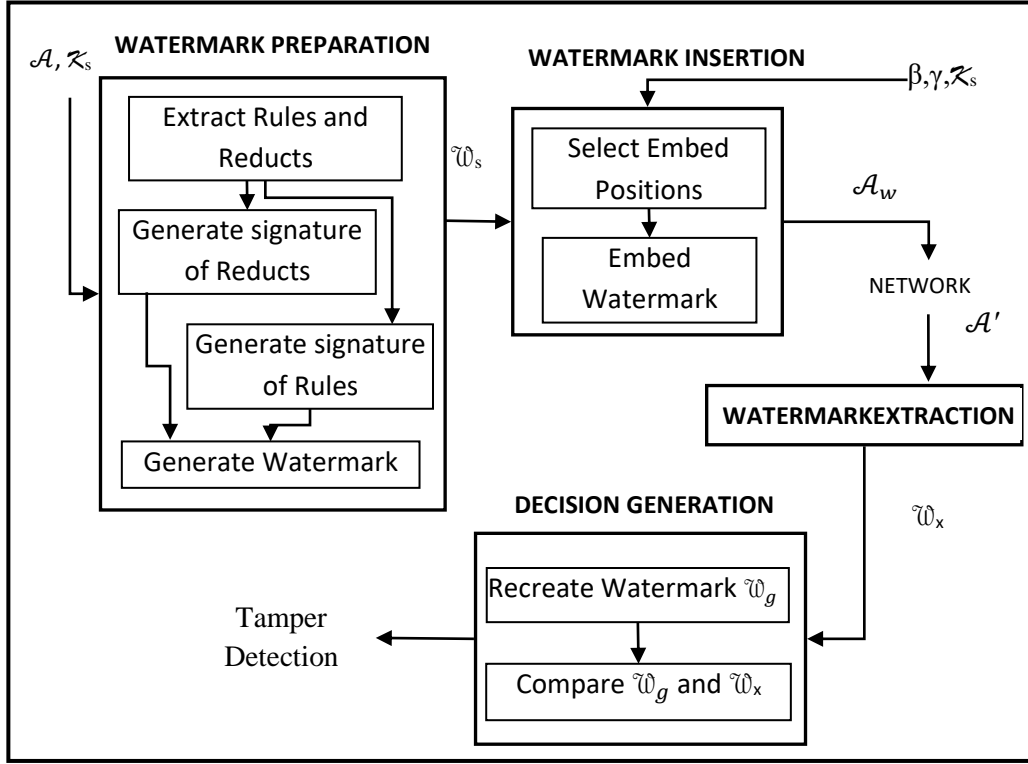 WATERMARK PREPARATION
𝒜, 𝒦s
Extract Rules and
Reducts
Generate signature
of Reducts
Generate signature
of Rules
Generate Watermark
𝔚s
WATERMARK INSERTION
β,γ,𝒦s
Select Embed
Positions
Embed
Watermark
𝒜w
NETWORK
𝒜′
WATERMARKEXTRACTION
𝔚x
DECISION GENERATION
Recreate Watermark 𝔚g
Compare 𝔚g and 𝔚x
Tamper
Detection